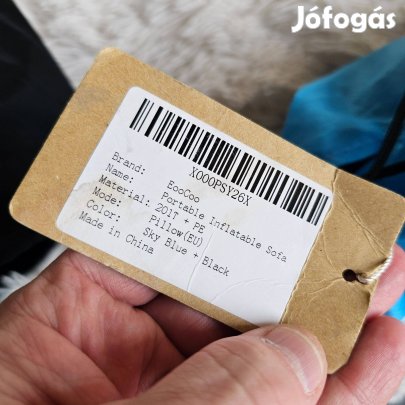 Jófogás
X000PSY26X
Brand: EooCoo
Name: Portable Inflatable Sofa
Material: 201T + PE
Mode: Pillow(EU)
Color: Sky Blue + Black
Made in China